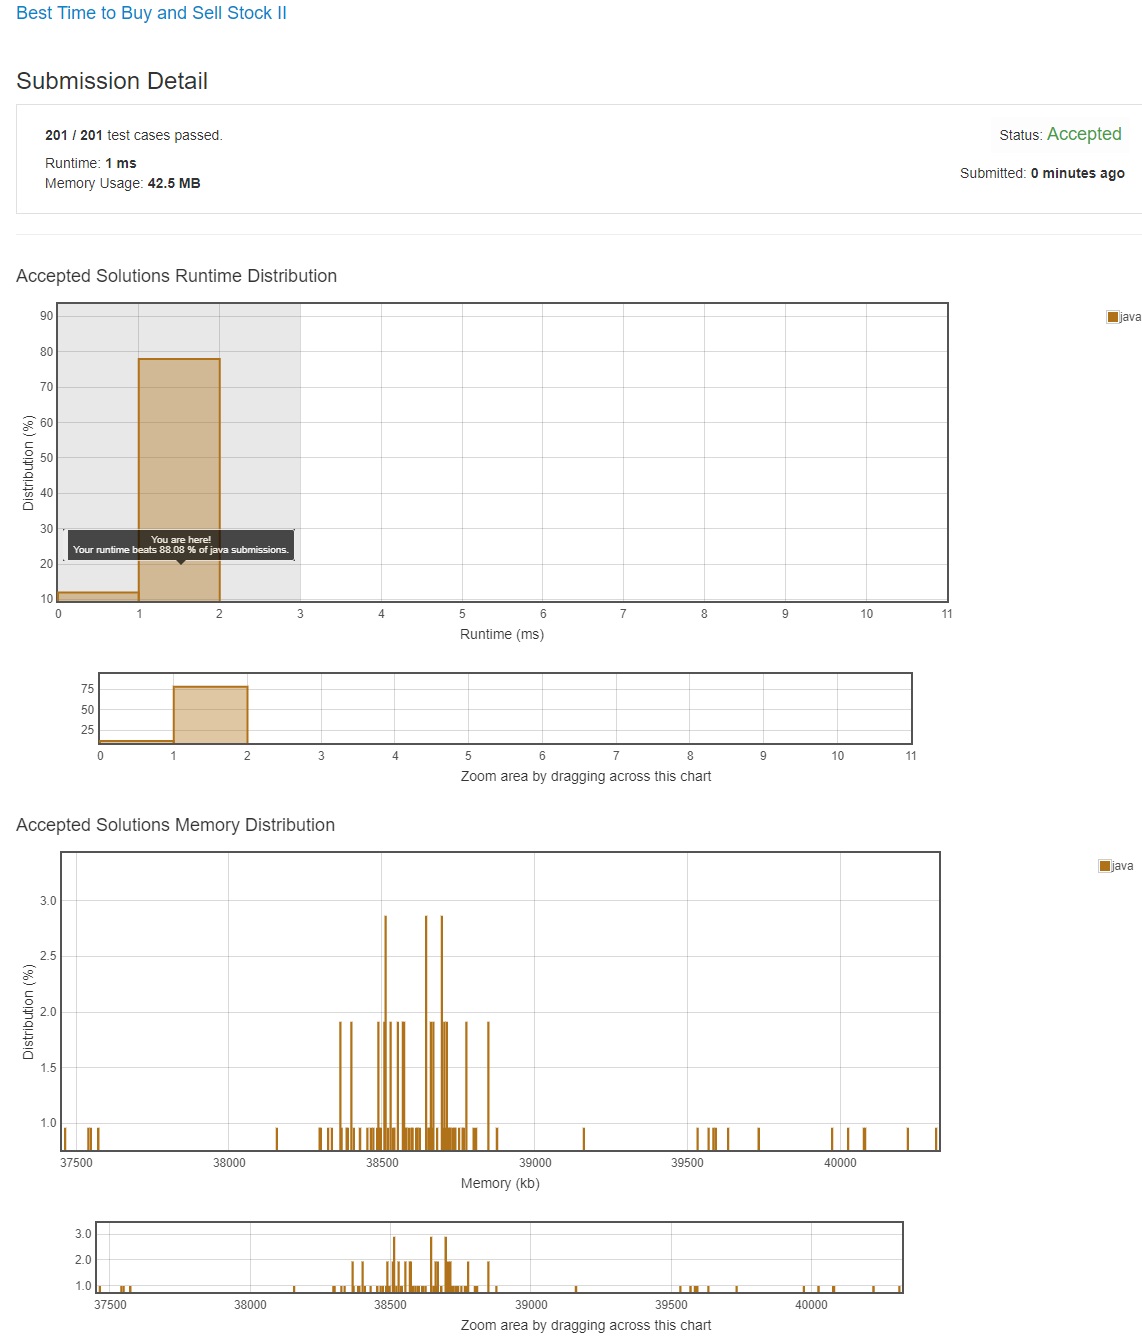 Best Time to Buy and Sell Stock II
Submission Detail
201 / 201 test cases passed.
Status: Accepted
Runtime: 1 ms
Memory Usage: 42.5 MB
Submitted: 0 minutes ago
Accepted Solutions Runtime Distribution
java
90
80
70
60
50
40
30
20
10
Distribution (%)
You are here!
Your runtime beats 88.08 % of java submissions.
0 1 2 3 4 5 6 7 8 9 10 11
Runtime (ms)
75
50
25
0 1 2 3 4 5 6 7 8 9 10 11
Zoom area by dragging across this chart
Accepted Solutions Memory Distribution
java
3.0
2.5
2.0
1.5
1.0
Distribution (%)
37500 38000 38500 39000 39500 40000
Memory (kb)
3.0
2.0
1.0
37500 38000 38500 39000 39500 40000
Zoom area by dragging across this chart